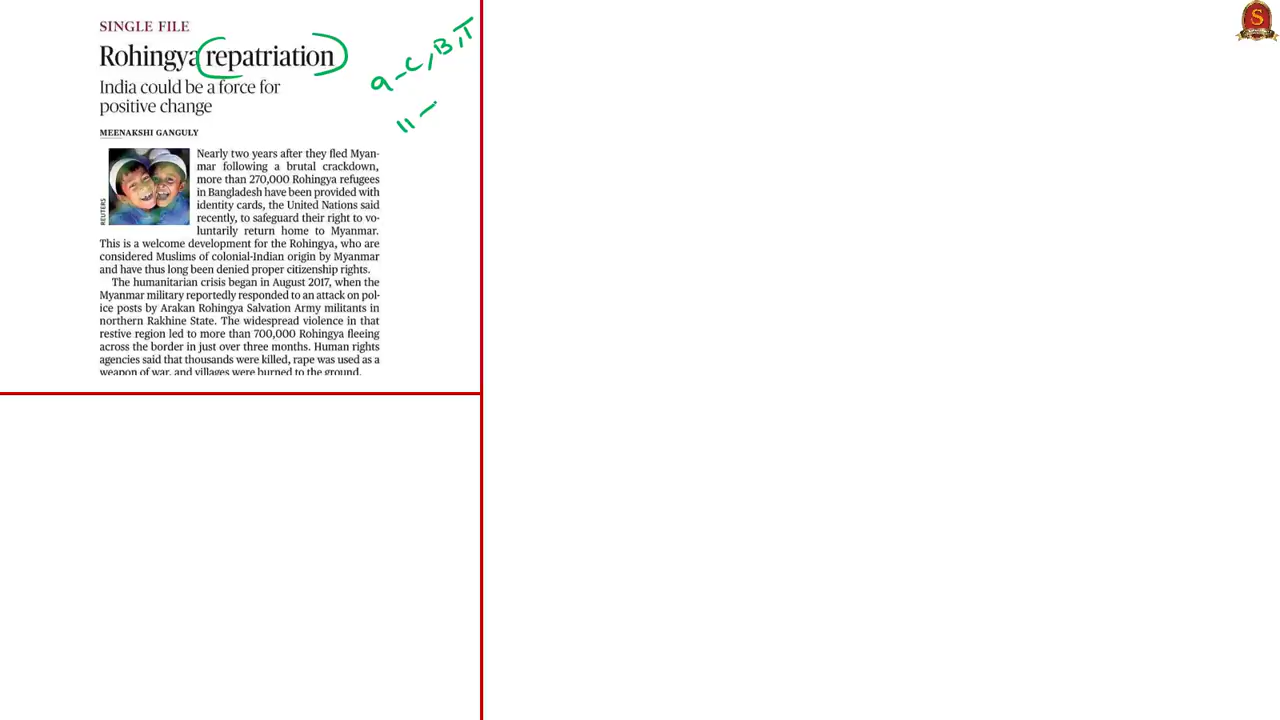 SINGLE FILE
Rohingya repatriation
India could be a force for
positive change
MEENAKSHI GANGULY
REUTERS
Nearly two years after they fled Myan-
mar following a brutal crackdown,
more than 270,000 Rohingya refugees
in Bangladesh have been provided with
identity cards, the United Nations said
recently, to safeguard their right to vo-
luntarily return home to Myanmar.
This is a welcome development for the Rohingya, who are
considered Muslims of colonial-Indian origin by Myanmar
and have thus long been denied proper citizenship rights.
The humanitarian crisis began in August 2017, when the
Myanmar military reportedly responded to an attack on pol-
ice posts by Arakan Rohingya Salvation Army militants in
northern Rakhine State. The widespread violence in that
restive region led to more than 700,000 Rohingya fleeing
across the border in just over three months. Human rights
agencies said that thousands were killed, rape was used as a
weapon of war, and villages were burned to the ground.
9 - C, B, T
11 -
S